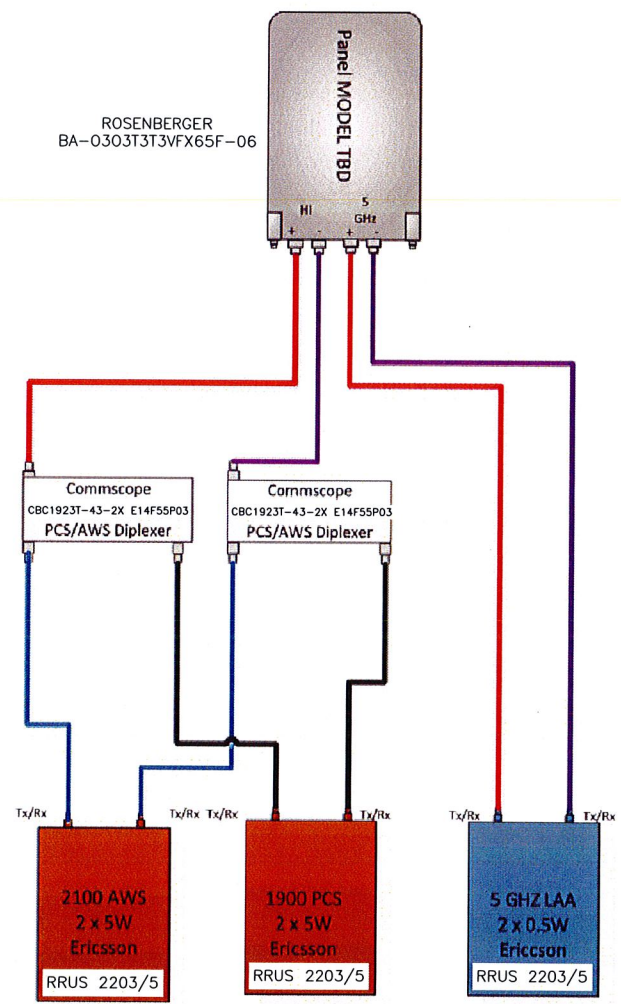 Panel MODEL TBD
ROSENBERGER
BA-0303T3T3VFX65F-06
HI
5
GHz
+ - + -
Commscope
CBC1923T-43-2X E14F55P03
PCS/AWS Diplexer
Commscope
CBC1923T-43-2X E14F55P03
PCS/AWS Diplexer
Tx/Rx
Tx/Rx
Tx/Rx
Tx/Rx
Tx/Rx
Tx/Rx
2100 AWS
2 x 5W
Ericsson
RRUS 2203/5
1900 PCS
2 x 5W
Ericsson
RRUS 2203/5
5 GHZ LAA
2 x 0.5W
Ericcson
RRUS 2203/5